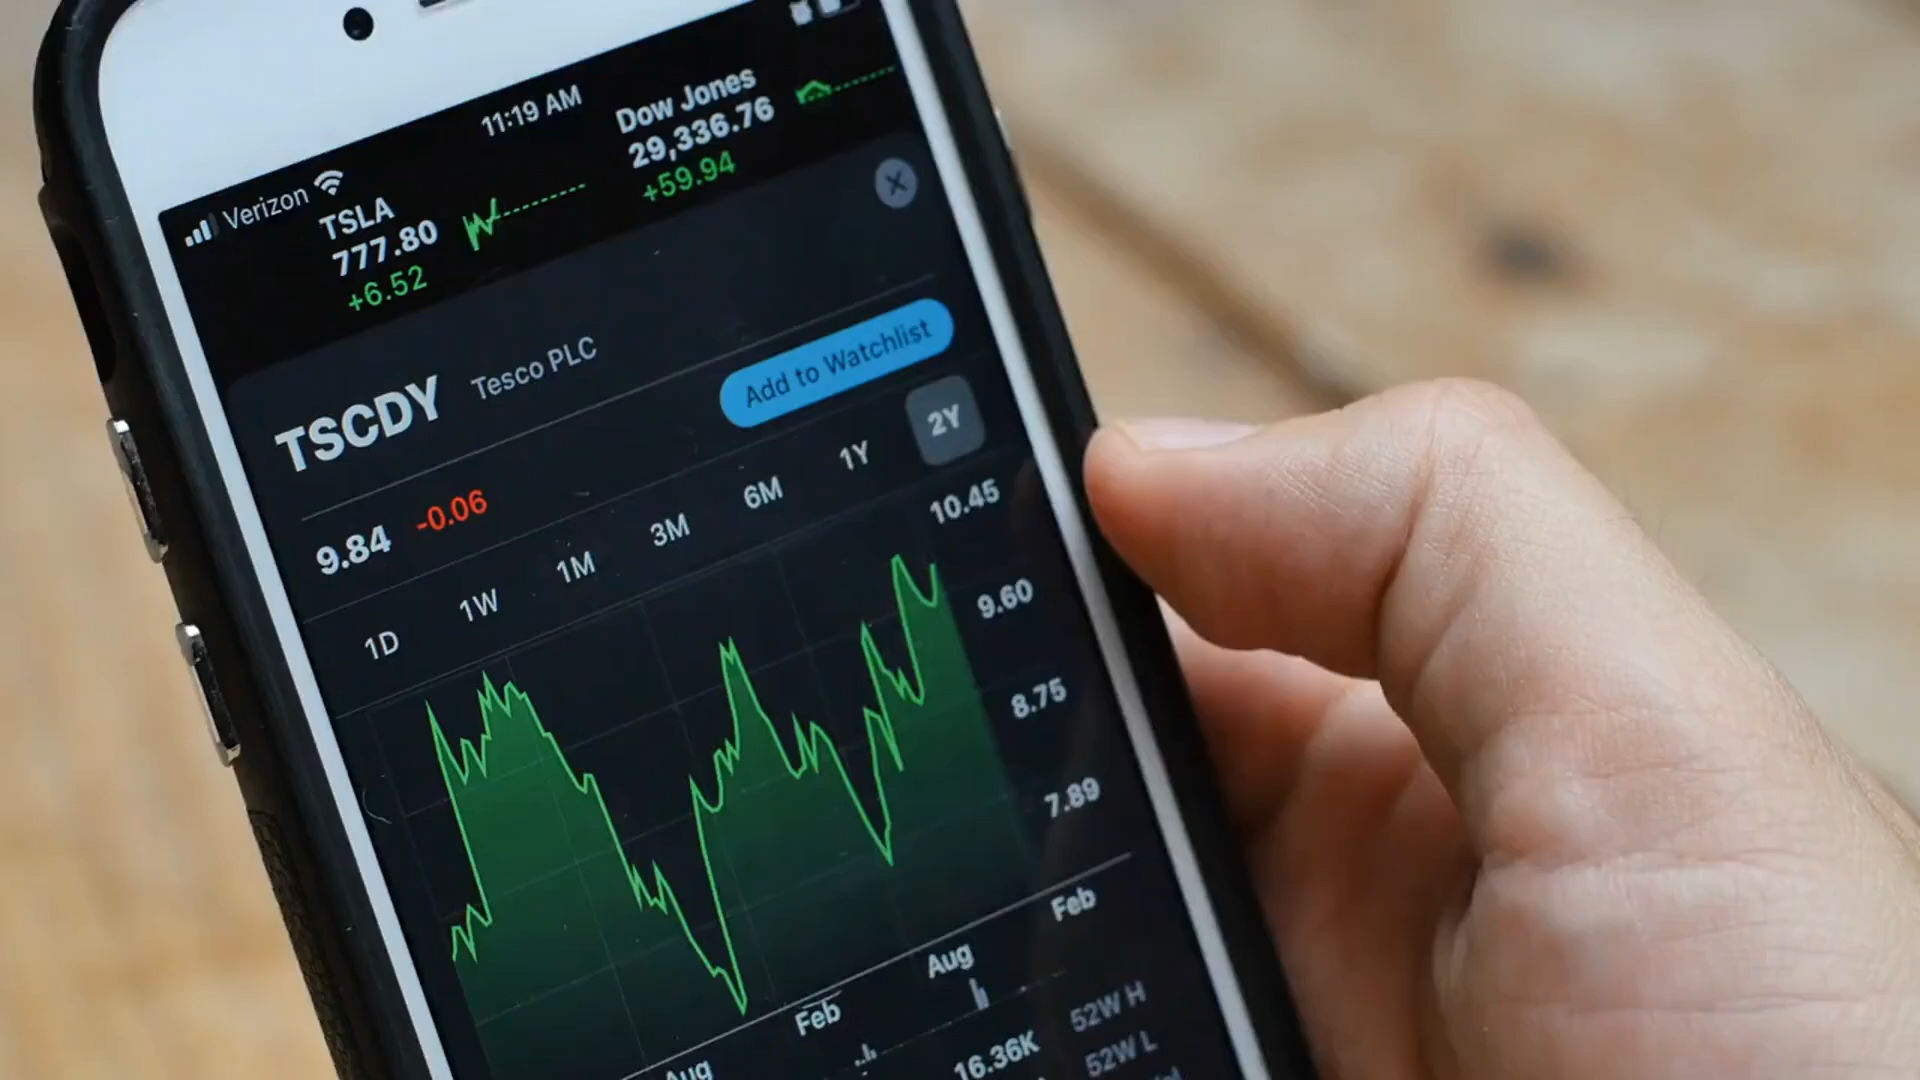 Verizon
11:19 AM
TSLA
777.80
+6.52
Dow Jones
29,336.76
+59.94
TSCDY Tesco PLC
Add to Watchlist
9.84 -0.06
1D 1W 1M 3M 6M 1Y 2Y
10.45
9.60
8.75
7.89
Aug Feb Aug Feb
16.36K
52W H
52W L